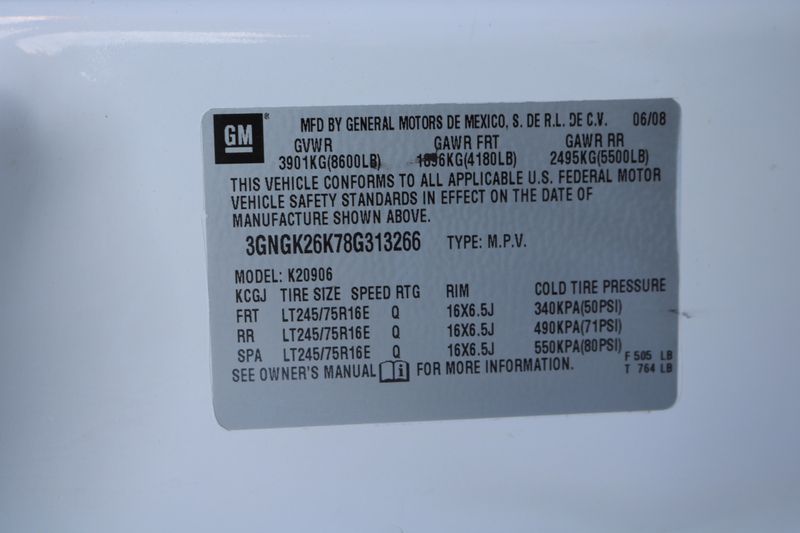 GM ® MFD BY GENERAL MOTORS DE MEXICO, S. DE R.L. DE C.V. 06/08
GVWR GAWR FRT GAWR RR
3901KG(8600LB) 1896KG(4180LB) 2495KG(5500LB)
THIS VEHICLE CONFORMS TO ALL APPLICABLE U.S. FEDERAL MOTOR
VEHICLE SAFETY STANDARDS IN EFFECT ON THE DATE OF
MANUFACTURE SHOWN ABOVE.
3GNGK26K78G313266 TYPE: M.P.V.
MODEL: K20906
KCGJ TIRE SIZE SPEED RTG RIM COLD TIRE PRESSURE
FRT LT245/75R16E Q 16X6.5J 340KPA(50PSI)
RR LT245/75R16E Q 16X6.5J 490KPA(71PSI)
SPA LT245/75R16E Q 16X6.5J 550KPA(80PSI)
F 505 LB
SEE OWNER'S MANUAL i FOR MORE INFORMATION. T 764 LB